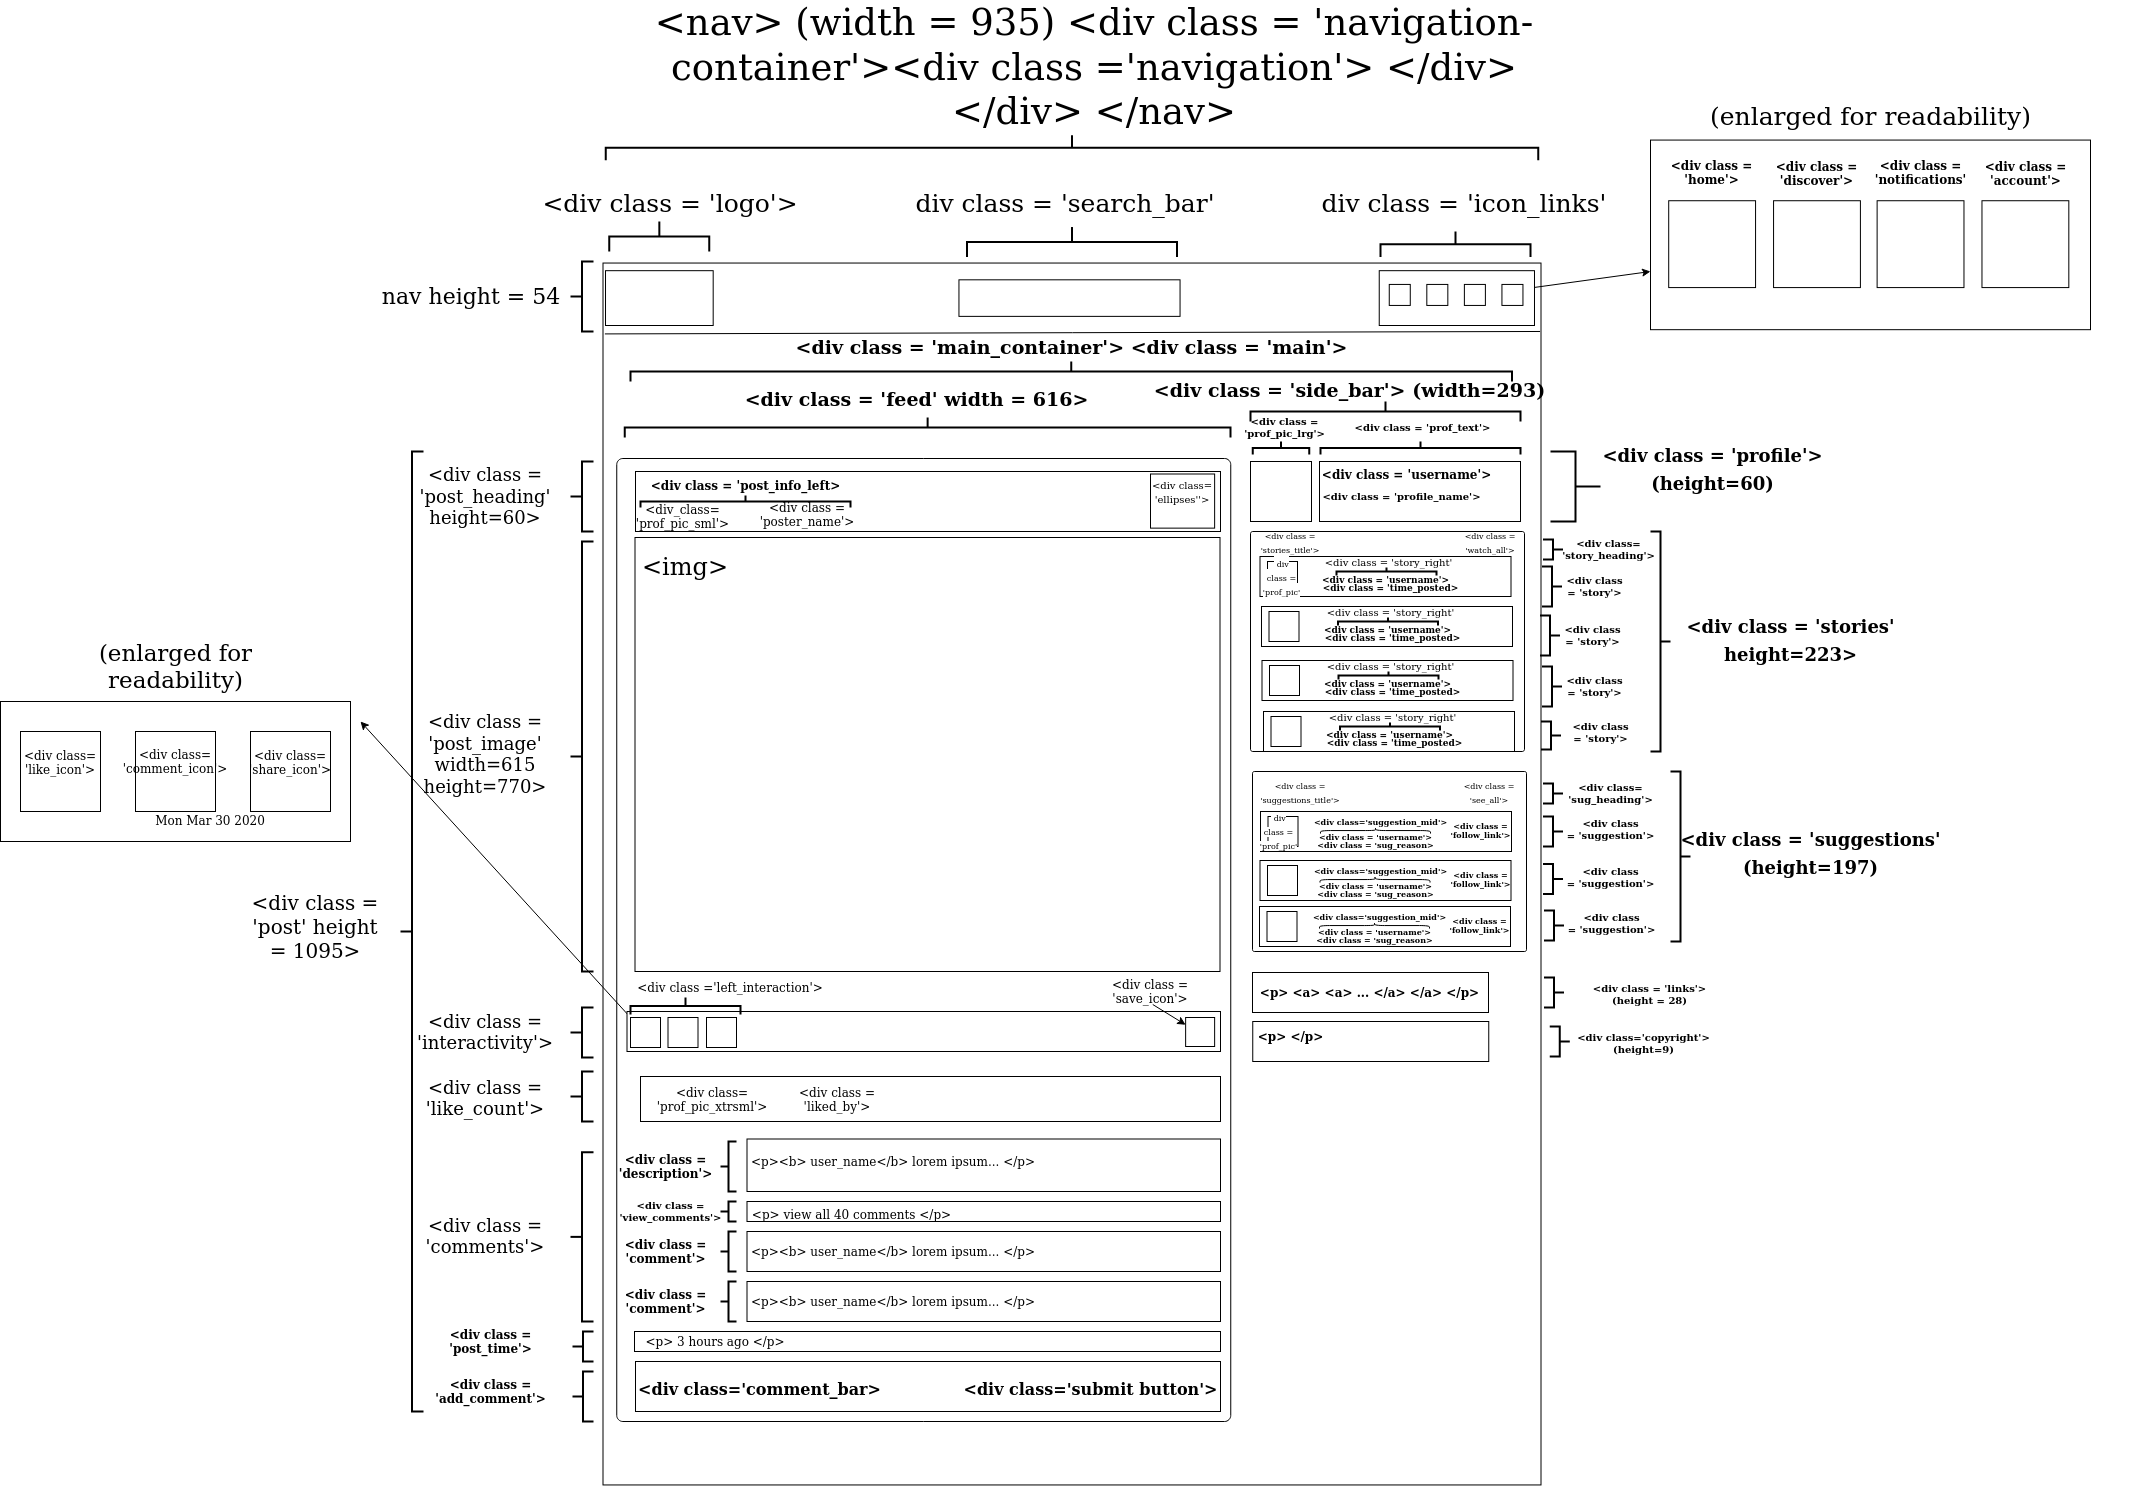 <nav> (width = 935) <div class = 'navigation-
container'><div class ='navigation'> </div>
</div> </nav>
(enlarged for readability)
<div class =
'home'>
<div class =
'discover'>
<div class =
'notifications'
<div class =
'account'>
<div class = 'logo'>
div class = 'search_bar'
div class = 'icon_links'
nav height = 54
<div class = 'main_container'> <div class = 'main'>
<div class = 'feed' width = 616>
<div class = 'side_bar'> (width=293)
<div class =
'prof_pic_lrg'>
<div class = 'prof_text'>
<div class = 'username'>
<div class = 'profile_name'>
<div class = 'profile'>
(height=60)
<div class =
'post_heading'
height=60>
<div class = 'post_info_left>
<div class=
'prof_pic_sml'>
<div class =
'poster_name'>
<div class=
'ellipses''>
<img>
<div class =
'stories_title'>
<div class =
'watch_all'>
<div class=
'story_heading'>
div
class =
'prof_pic'
<div class = 'story_right'
<div class = 'username'>
<div class = 'time_posted>
<div class
= 'story'>
<div class = 'story_right'
<div class = 'username'>
<div class = 'time_posted>
<div class
= 'story'>
<div class = 'story_right'
<div class = 'username'>
<div class = 'time_posted>
<div class
= 'story'>
<div class = 'story_right'
<div class = 'username'>
<div class = 'time_posted>
<div class
= 'story'>
<div class = 'stories'
height=223>
(enlarged for
readability)
<div class=
'like_icon'>
<div class=
'comment_icon'>
<div class=
share_icon'>
Mon Mar 30 2020
<div class =
'post_image'
width=615
height=770>
<div class =
'post' height
= 1095>
<div class =
'suggestions_title'>
<div class =
'see_all'>
<div class=
'sug_heading'>
div
class =
'prof_pic'
<div class='suggestion_mid'>
<div class = 'username'>
<div class = 'sug_reason>
<div class =
'follow_link'>
<div class
= 'suggestion'>
<div class='suggestion_mid'>
<div class = 'username'>
<div class = 'sug_reason>
<div class =
'follow_link'>
<div class
= 'suggestion'>
<div class='suggestion_mid'>
<div class = 'username'>
<div class = 'sug_reason>
<div class =
'follow_link'>
<div class
= 'suggestion'>
<div class = 'suggestions'
(height=197)
<div class ='left_interaction'>
<div class =
'save_icon'>
<div class =
'interactivity'>
<p> <a> <a> ... </a> </a> </p>
<div class = 'links'>
(height = 28)
<p> </p>
<div class='copyright'>
(height=9)
<div class =
'like_count'>
<div class=
'prof_pic_xtrsml'>
<div class =
'liked_by'>
<div class =
'comments'>
<div class =
'description'>
<p><b> user_name</b> lorem ipsum... </p>
<div class =
'view_comments'>
<p> view all 40 comments </p>
<div class =
'comment'>
<p><b> user_name</b> lorem ipsum... </p>
<div class =
'comment'>
<p><b> user_name</b> lorem ipsum... </p>
<div class =
'post_time'>
<p> 3 hours ago </p>
<div class =
'add_comment'>
<div class='comment_bar>
<div class='submit button'>